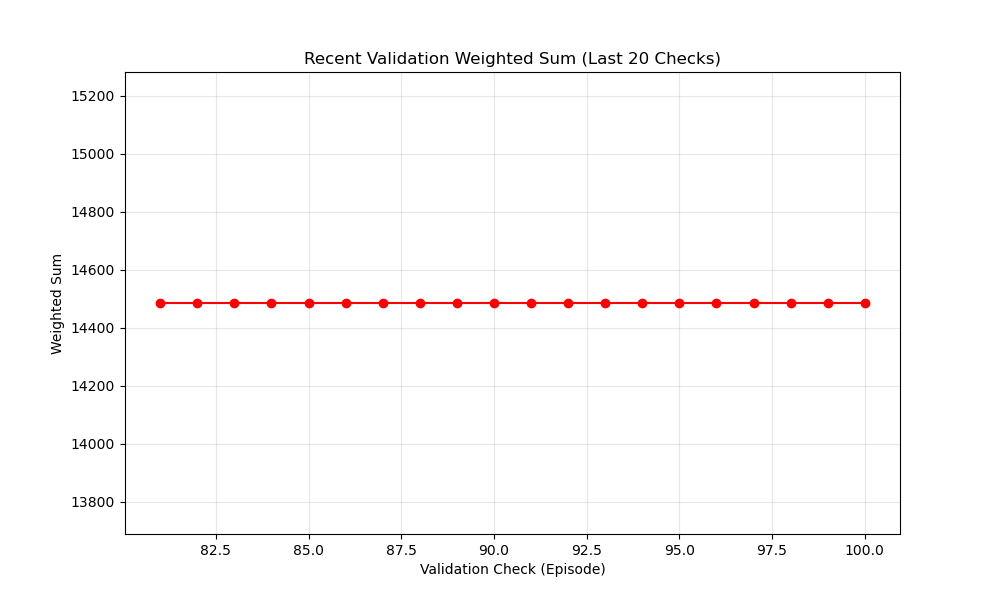 Recent Validation Weighted Sum (Last 20 Checks)
15200
15000
14800
14600
14400
14200
14000
13800
Weighted Sum
82.5 85.0 87.5 90.0 92.5 95.0 97.5 100.0
Validation Check (Episode)